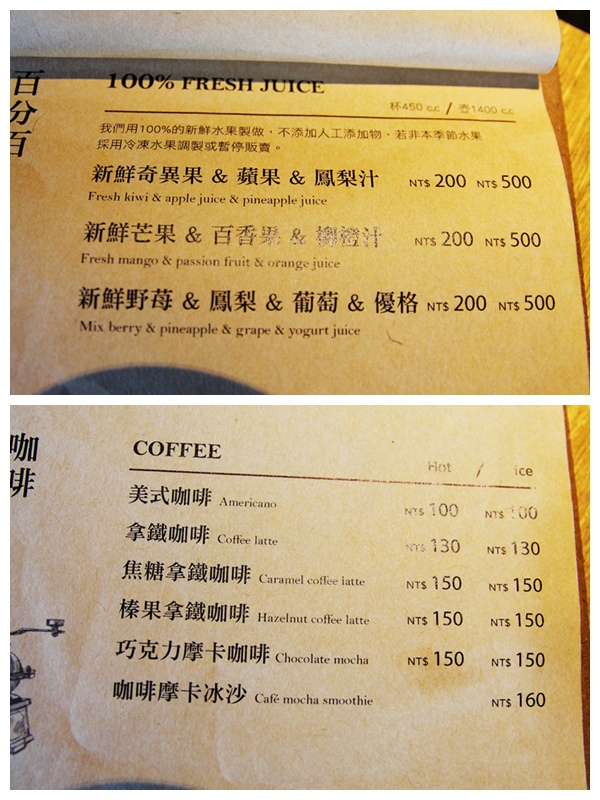 百分百
100% FRESH JUICE
杯450 c.c / 壺1400 c.c
我們用100%的新鮮水果製做，不添加人工添加物，若非本季節水果
採用冷凍水果調製或暫停販賣。
新鮮奇異果 & 蘋果 & 鳳梨汁 NT$ 200 NT$ 500
Fresh kiwi & apple juice & pineapple juice
新鮮芒果 & 百香果 & 柳橙汁 NT$ 200 NT$ 500
Fresh mango & passion fruit & orange juice
新鮮野莓 & 鳳梨 & 葡萄 & 優格 NT$ 200 NT$ 500
Mix berry & pineapple & grape & yogurt juice
咖啡
COFFEE
Hot / ice
美式咖啡 Americano NT$ 100 NT$ 100
拿鐵咖啡 Coffee latte NT$ 130 NT$ 130
焦糖拿鐵咖啡 Caramel coffee latte NT$ 150 NT$ 150
榛果拿鐵咖啡 Hazelnut coffee latte NT$ 150 NT$ 150
巧克力摩卡咖啡 Chocolate mocha NT$ 150 NT$ 150
咖啡摩卡冰沙 Café mocha smoothie NT$ 160